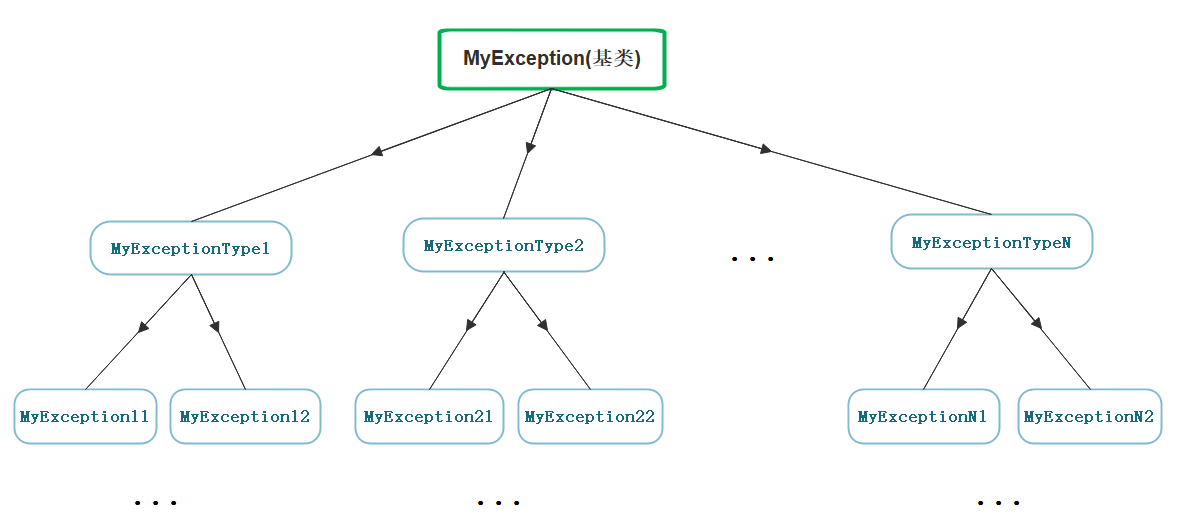 MyException(基类)
MyExceptionType1
MyExceptionType2
...
MyExceptionTypeN
MyException11
MyException12
MyException21
MyException22
MyExceptionN1
MyExceptionN2
...
...
...